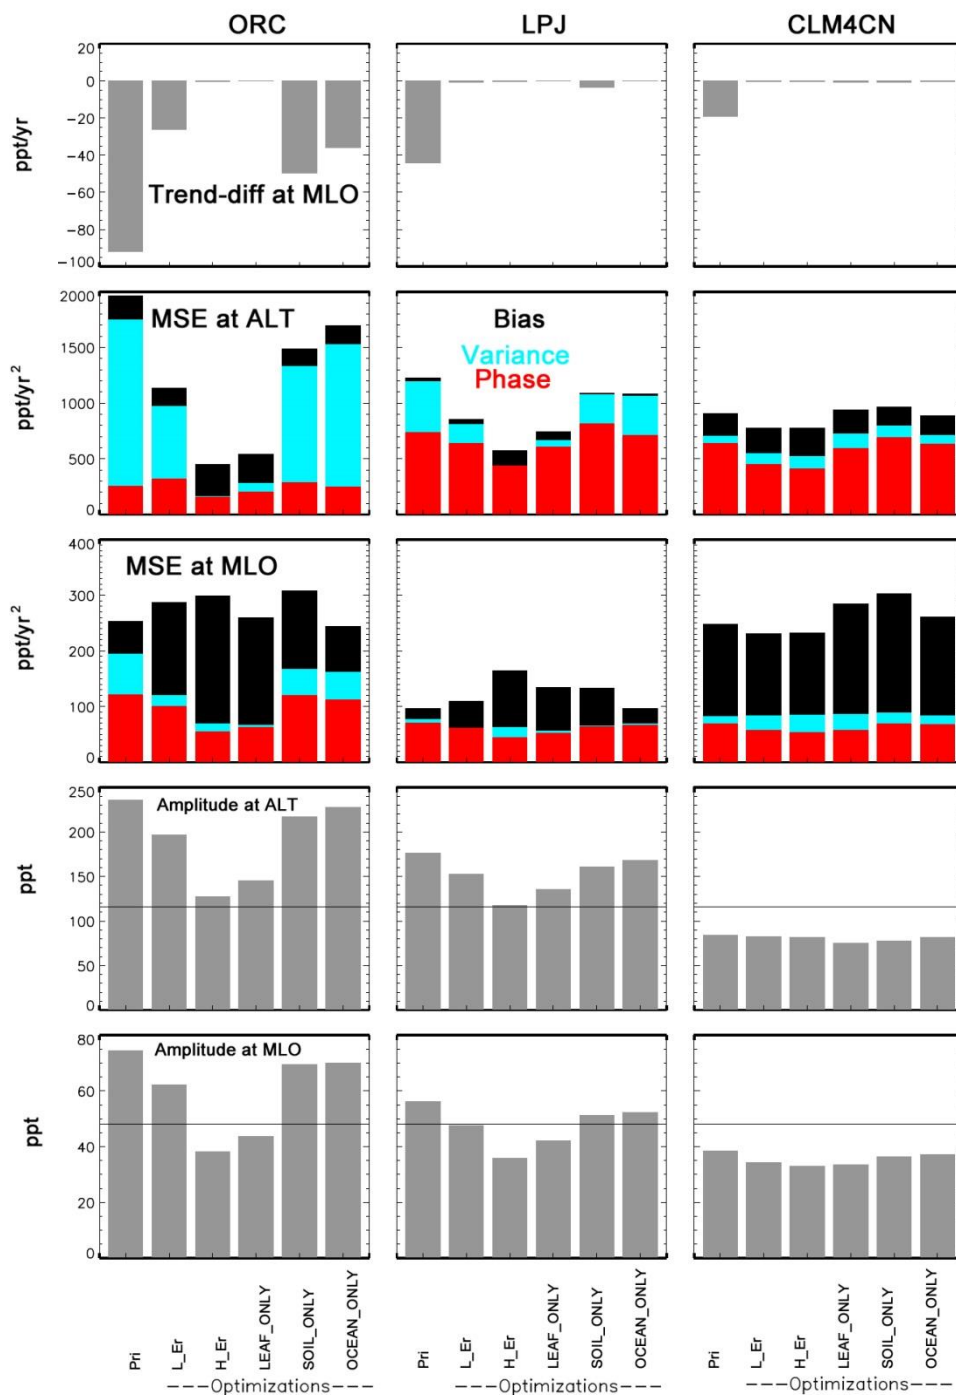 ORC LPJ CLM4CN
20
0
−20
−40
−60
−80
−100
ppt/yr
Trend-diff at MLO
2000
1500
1000
500
0
ppt/yr²
MSE at ALT
Bias
Variance
Phase
400
300
200
100
0
ppt/yr²
MSE at MLO
250
200
150
100
50
0
ppt
Amplitude at ALT
80
60
40
20
0
ppt
Amplitude at MLO
Pri L_Er H_Er LEAF_ONLY SOIL_ONLY OCEAN_ONLY
Pri L_Er H_Er LEAF_ONLY SOIL_ONLY OCEAN_ONLY
Pri L_Er H_Er LEAF_ONLY SOIL_ONLY OCEAN_ONLY
−−−−Optimizations−−−− −−−−Optimizations−−−− −−−−Optimizations−−−−